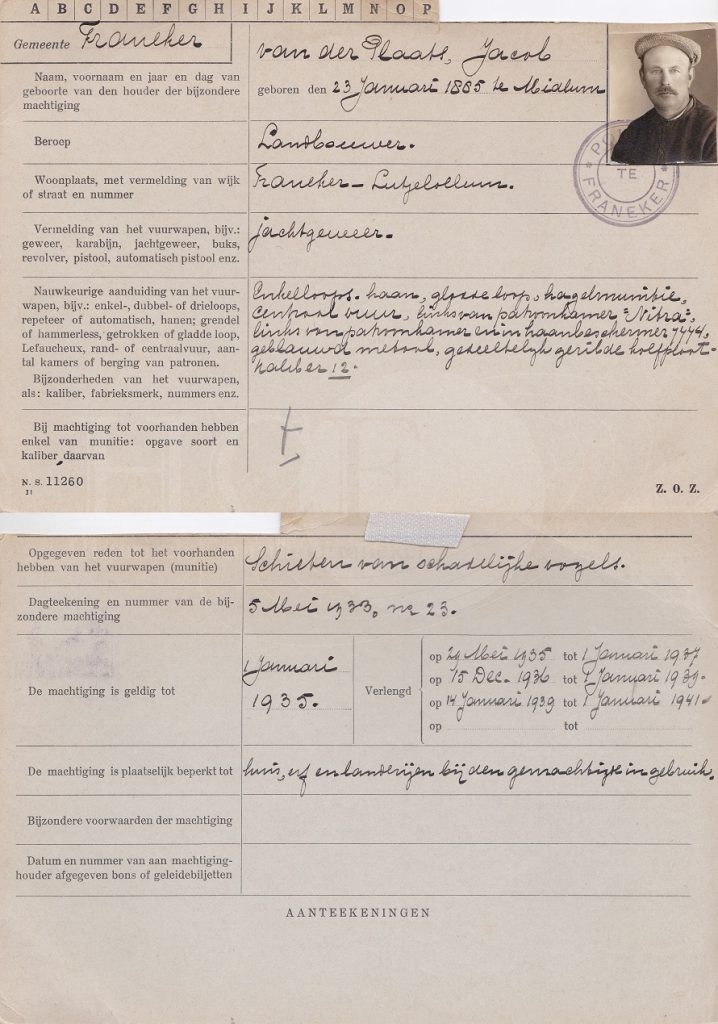 A B C D E F G H I J K L M N O P
Gemeente Franeker
van der Plaats, Jacob
Naam, voornaam en jaar en dag van
geboorte van den houder der bijzondere
machtiging
geboren den 23 Januari 1885 te Midlum
PO
TE
* FRANEKER *
Beroep
Landbouwer.
Woonplaats, met vermelding van wijk
of straat en nummer
Franeker - Lutjelollum.
Vermelding van het vuurwapen, bijv.:
geweer, karabijn, jachtgeweer, buks,
revolver, pistool, automatisch pistool enz.
jachtgeweer.
Nauwkeurige aanduiding van het vuur-
wapen, bijv.: enkel-, dubbel- of drieloops,
repeteer of automatisch, hanen; grendel
of hammerless, getrokken of gladde loop,
Lefaucheux, rand- of centraalvuur, aan-
tal kamers of berging van patronen.
Bijzonderheden van het vuurwapen,
als: kaliber, fabrieksmerk, nummers enz.
Enkelloops. haan, gladde loop, hagelmunitie,
centraal vuur, links van patroonkamer "Nitra",
links van patroonkamer en in haanbeschermer 7774,
geblauwd metaal, gedeeltelijk geribde kolfplaat-
kaliber 12.
Bij machtiging tot voorhanden hebben
enkel van munitie: opgave soort en
kaliber daarvan
N. S. 11260
Z. O. Z.
Opgegeven reden tot het voorhanden
hebben van het vuurwapen (munitie)
Schieten van schadelijke vogels.
Dagteekening en nummer van de bij-
zondere machtiging
5 Mei 1933, no 23.
De machtiging is geldig tot
1 Januari
1935.
Verlengd
op 29 Mei 1935 tot 1 Januari 1937
op 15 Dec. 1936 tot 1 Januari 1939.
op 14 Januari 1939 tot 1 Januari 1941.
op tot
De machtiging is plaatselijk beperkt tot
huis, erf en landerijen bij den gemachtigde in gebruik.
Bijzondere voorwaarden der machtiging
Datum en nummer van aan machtiging-
houder afgegeven bons of geleidebiljetten
AANTEEKENINGEN